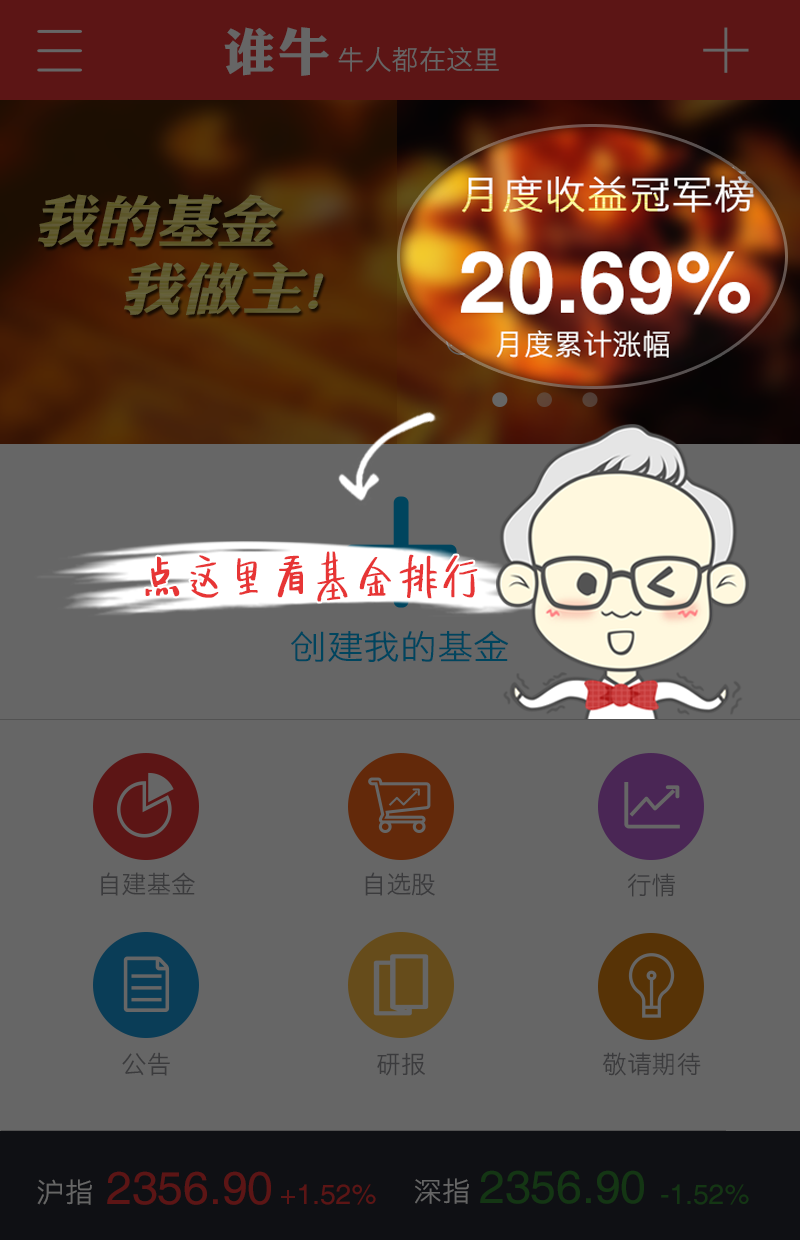 谁牛 牛人都在这里
我的基金
我做主!
月度收益冠军榜
20.69%
月度累计涨幅
点这里看基金排行
创建我的基金
自建基金 自选股 行情
公告 研报 敬请期待
沪指 2356.90 +1.52% 深指 2356.90 -1.52%